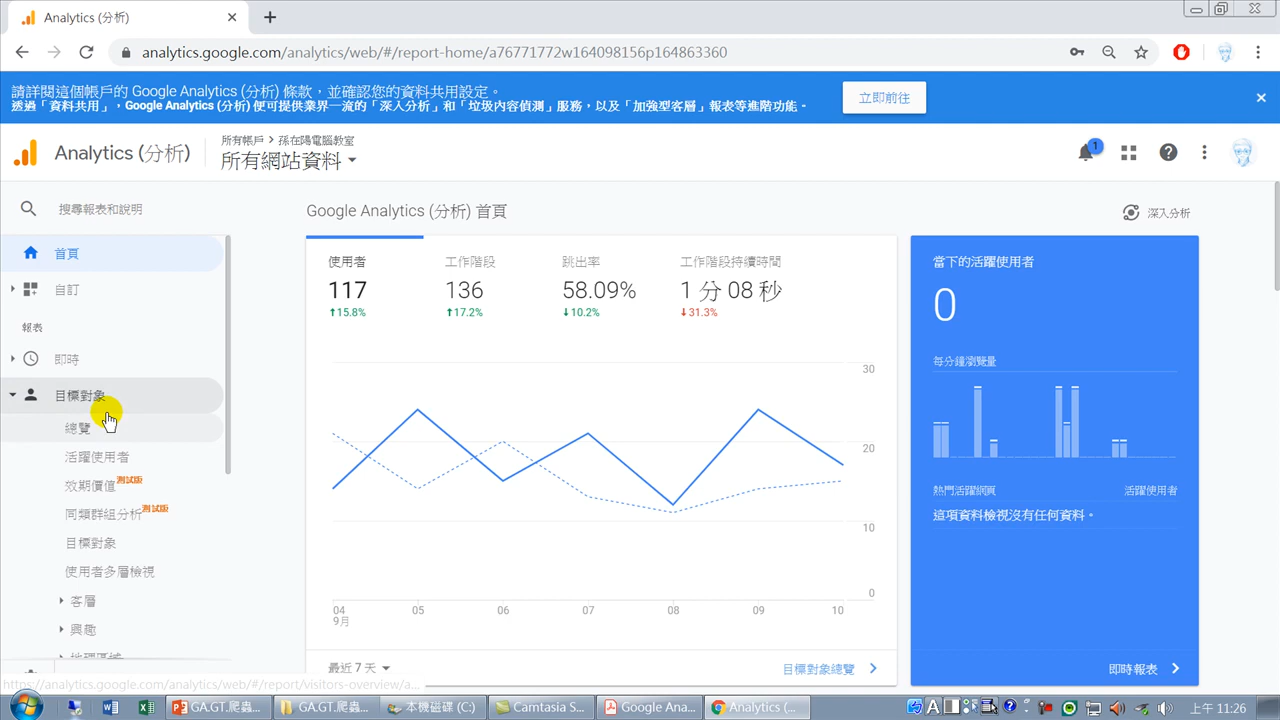 Analytics (分析)
analytics.google.com/analytics/web/#/report-home/a76771772w164098156p164863360
請詳閱這個帳戶的 Google Analytics (分析) 條款，並確認您的資料共用設定。
透過「資料共用」，Google Analytics (分析) 便可提供業界一流的「深入分析」和「垃圾內容偵測」服務，以及「加強型客層」報表等進階功能。
立即前往
Analytics (分析)
所有帳戶 > 孫在陽電腦教室
所有網站資料
1
搜尋報表和說明
首頁
自訂
報表
即時
目標對象
總覽
活躍使用者
效期價值 測試版
同類群組分析 測試版
目標對象
使用者多層檢視
客層
興趣
地理區域
Google Analytics (分析) 首頁
深入分析
使用者
117
↑15.8%
工作階段
136
↑17.2%
跳出率
58.09%
↓10.2%
工作階段持續時間
1 分 08 秒
↓31.3%
30
20
10
0
04 05 06 07 08 09 10
9月
最近 7 天
目標對象總覽
當下的活躍使用者
0
每分鐘瀏覽量
熱門活躍網頁 活躍使用者
這項資料檢視沒有任何資料。
即時報表
https://analytics.google.com/analytics/web/#/report/visitors-overview/a...
GA.GT.爬蟲...
GA.GT.爬蟲...
本機磁碟 (C:)
Camtasia S...
Google Ana...
Analytics (...
上午 11:26